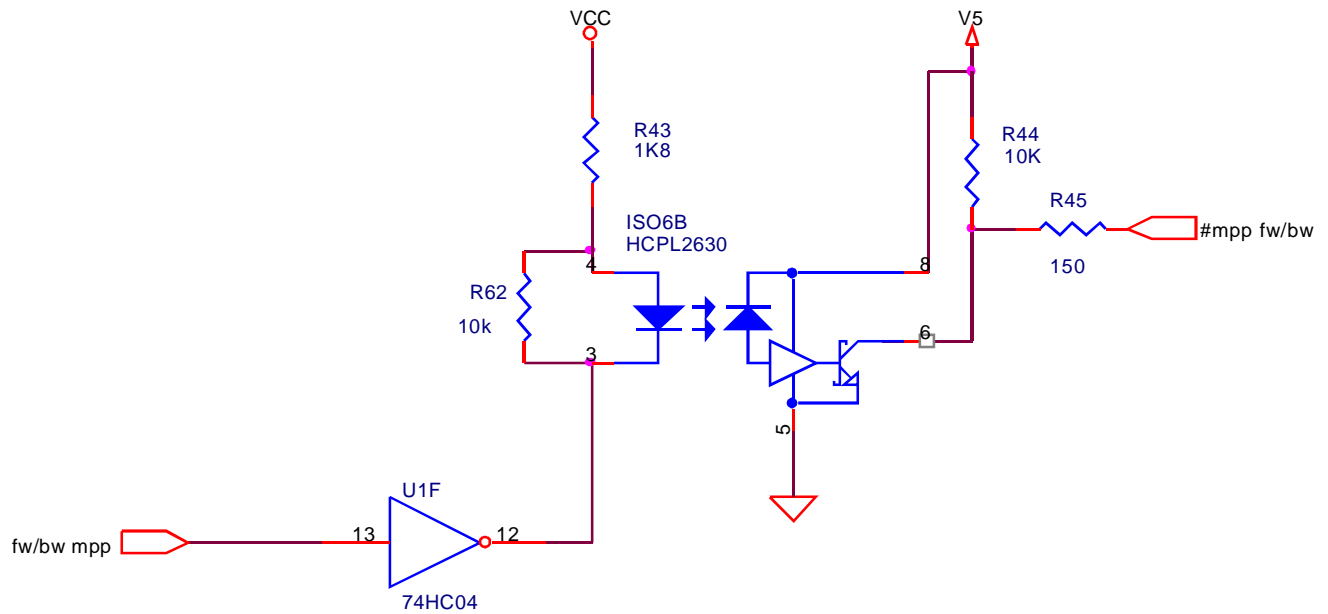 VCC
V5
R43
1K8
R44
10K
R45
150
#mpp fw/bw
ISO6B
HCPL2630
4
8
R62
10k
3
6
5
U1F
fw/bw mpp
13
12
74HC04